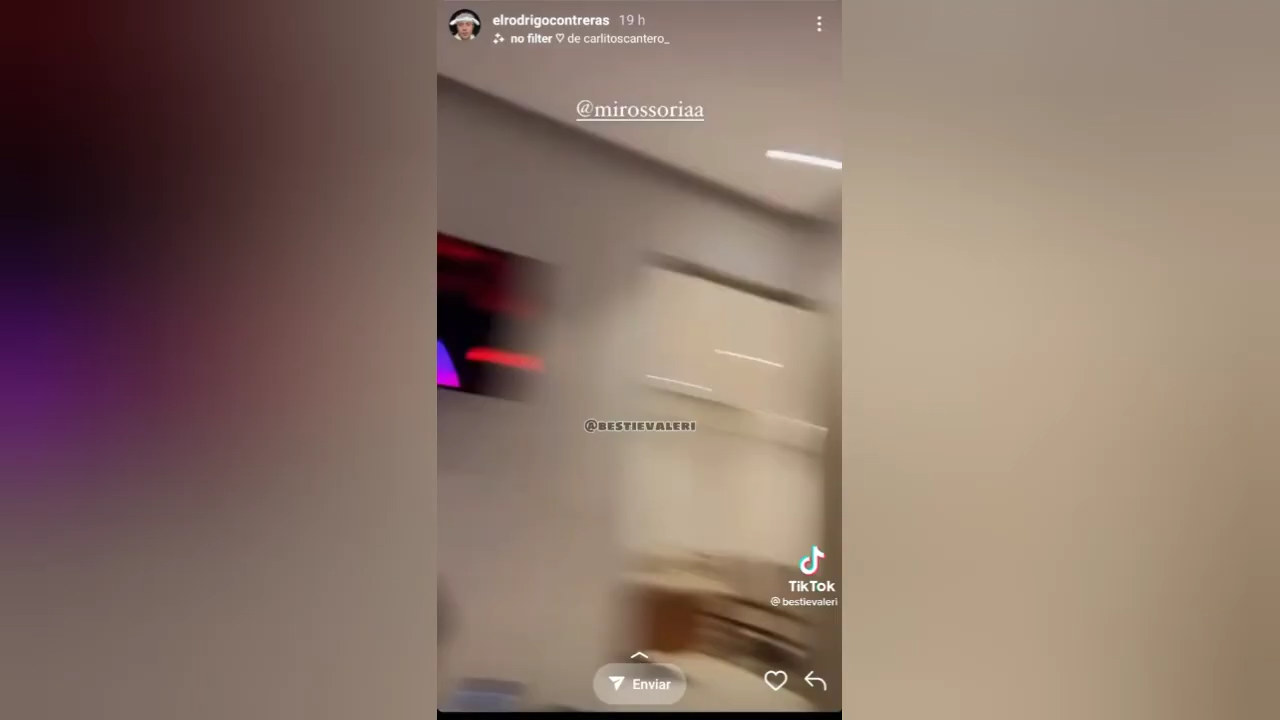 elrodrigocontreras 19 h
no filter ♡ de carlitoscantero_
@mirossoriaa
@BESTIEVALERI
TikTok
@bestievaleri
Enviar